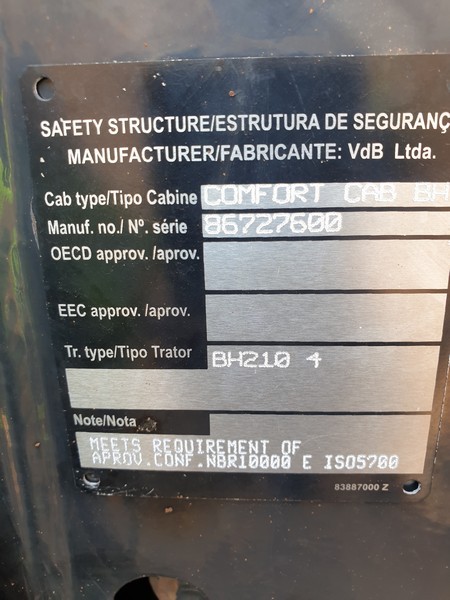 SAFETY STRUCTURE/ESTRUTURA DE SEGURANÇ
MANUFACTURER/FABRICANTE: VdB Ltda.
Cab type/Tipo Cabine COMFORT CAB BH
Manuf. no./ Nº. série 86727600
OECD approv. /aprov.
EEC approv. /aprov.
Tr. type/Tipo Trator BH210 4
Note/Nota
MEETS REQUIREMENT OF
APROV.CONF.NBR10000 E ISO5700
83887000 Z